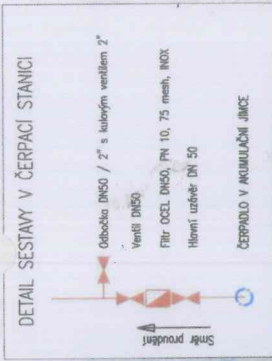 DETAIL SESTAVY V ČERPACÍ STANICI
Odbočka DN50 / 2" s kulovým ventilem 2"
Ventil DN50
Filtr OCEL DN50, PN 10, 75 mesh, INOX
Hlavní uzávěr DN 50
Směr proudění
ČERPADLO V AKUMULAČNÍ JÍMCE